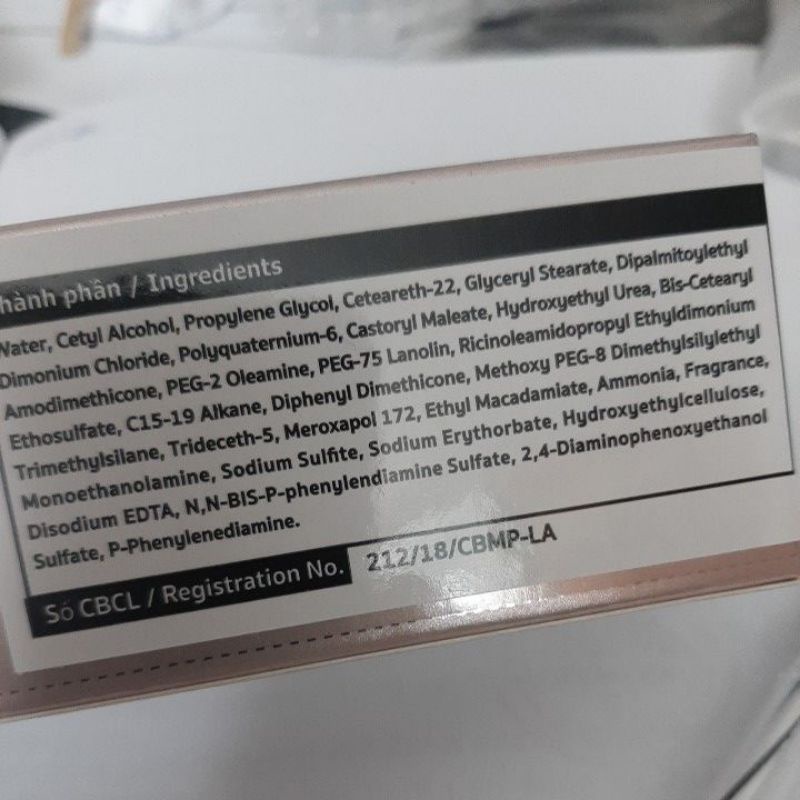 hành phần / Ingredients
Water, Cetyl Alcohol, Propylene Glycol, Ceteareth-22, Glyceryl Stearate, Dipalmitoylethyl
Dimonium Chloride, Polyquaternium-6, Castoryl Maleate, Hydroxyethyl Urea, Bis-Cetearyl
Amodimethicone, PEG-2 Oleamine, PEG-75 Lanolin, Ricinoleamidopropyl Ethyldimonium
Ethosulfate, C15-19 Alkane, Diphenyl Dimethicone, Methoxy PEG-8 Dimethylsilylethyl
Trimethylsilane, Trideceth-5, Meroxapol 172, Ethyl Macadamiate, Ammonia, Fragrance,
Monoethanolamine, Sodium Sulfite, Sodium Erythorbate, Hydroxyethylcellulose,
Disodium EDTA, N,N-BIS-P-phenylendiamine Sulfate, 2,4-Diaminophenoxyethanol
Sulfate, P-Phenylenediamine.
Số CBCL / Registration No. 212/18/CBMP-LA